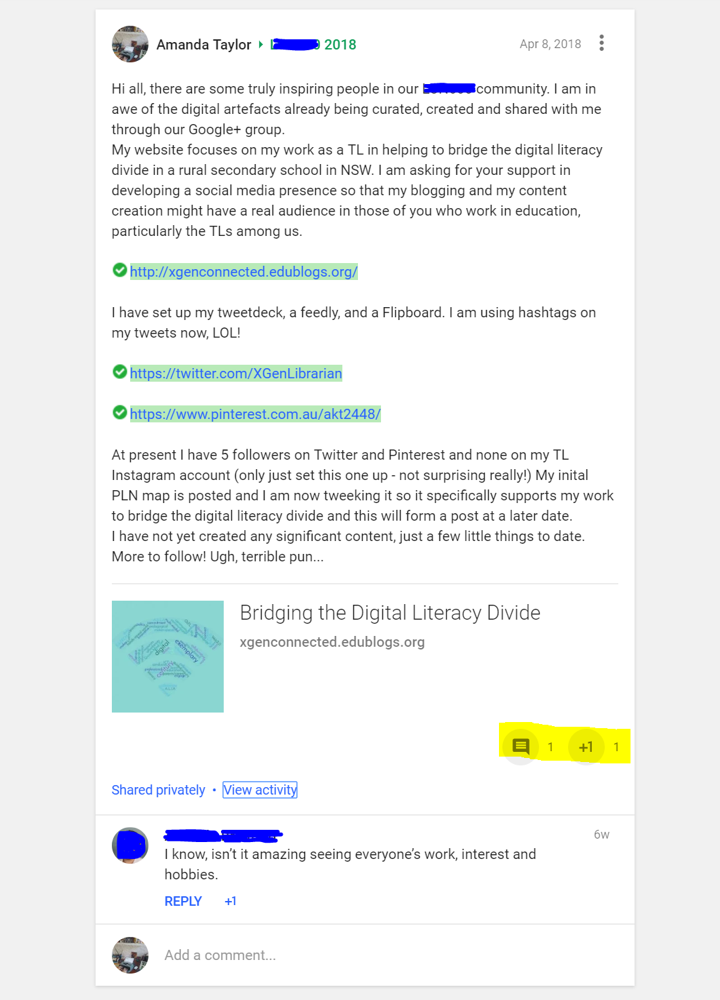 Amanda Taylor 2018
Apr 8, 2018
Hi all, there are some truly inspiring people in our community. I am in
awe of the digital artefacts already being curated, created and shared with me
through our Google+ group.
My website focuses on my work as a TL in helping to bridge the digital literacy
divide in a rural secondary school in NSW. I am asking for your support in
developing a social media presence so that my blogging and my content
creation might have a real audience in those of you who work in education,
particularly the TLs among us.
http://xgenconnected.edublogs.org/
I have set up my tweetdeck, a feedly, and a Flipboard. I am using hashtags on
my tweets now, LOL!
https://twitter.com/XGenLibrarian
https://www.pinterest.com.au/akt2448/
At present I have 5 followers on Twitter and Pinterest and none on my TL
Instagram account (only just set this one up - not surprising really!) My inital
PLN map is posted and I am now tweeking it so it specifically supports my work
to bridge the digital literacy divide and this will form a post at a later date.
I have not yet created any significant content, just a few little things to date.
More to follow! Ugh, terrible pun...
Bridging the Digital Literacy Divide
xgenconnected.edublogs.org
digital
exemplary
century
1 +1 1
Shared privately • View activity
6w
I know, isn't it amazing seeing everyone's work, interest and
hobbies.
REPLY +1
Add a comment...